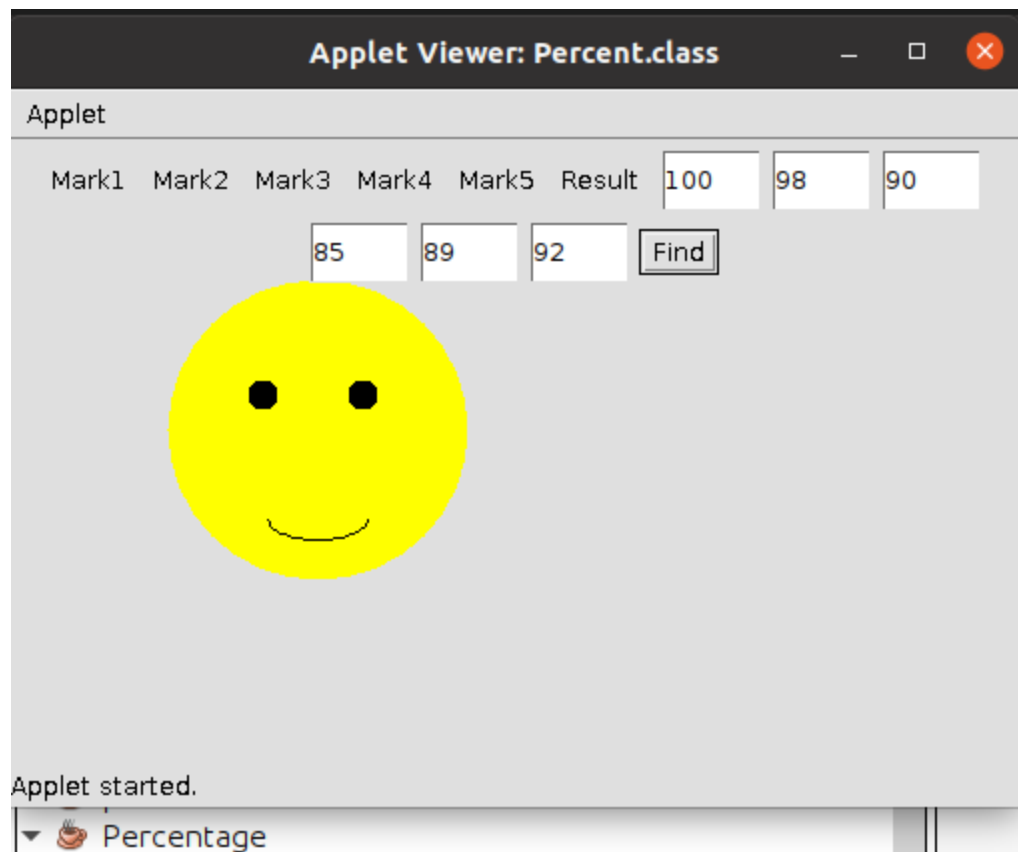 Applet Viewer: Percent.class
Applet
Mark1 Mark2 Mark3 Mark4 Mark5 Result 100 98 90
85 89 92 Find
Applet started.
Percentage